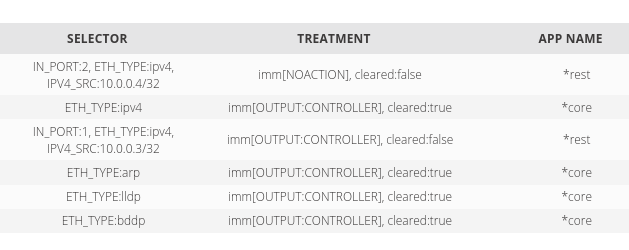 SELECTOR TREATMENT APP NAME
IN_PORT:2, ETH_TYPE:ipv4,
IPV4_SRC:10.0.0.4/32 imm[NOACTION], cleared:false *rest
ETH_TYPE:ipv4 imm[OUTPUT:CONTROLLER], cleared:true *core
IN_PORT:1, ETH_TYPE:ipv4,
IPV4_SRC:10.0.0.3/32 imm[OUTPUT:CONTROLLER], cleared:false *rest
ETH_TYPE:arp imm[OUTPUT:CONTROLLER], cleared:true *core
ETH_TYPE:lldp imm[OUTPUT:CONTROLLER], cleared:true *core
ETH_TYPE:bddp imm[OUTPUT:CONTROLLER], cleared:true *core